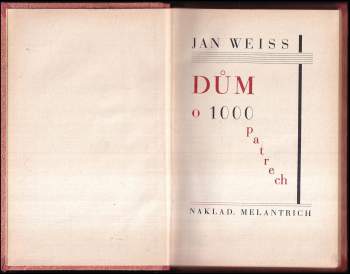 JAN WEISS
DŮM
o 1000
patrech
NAKLAD. MELANTRICH